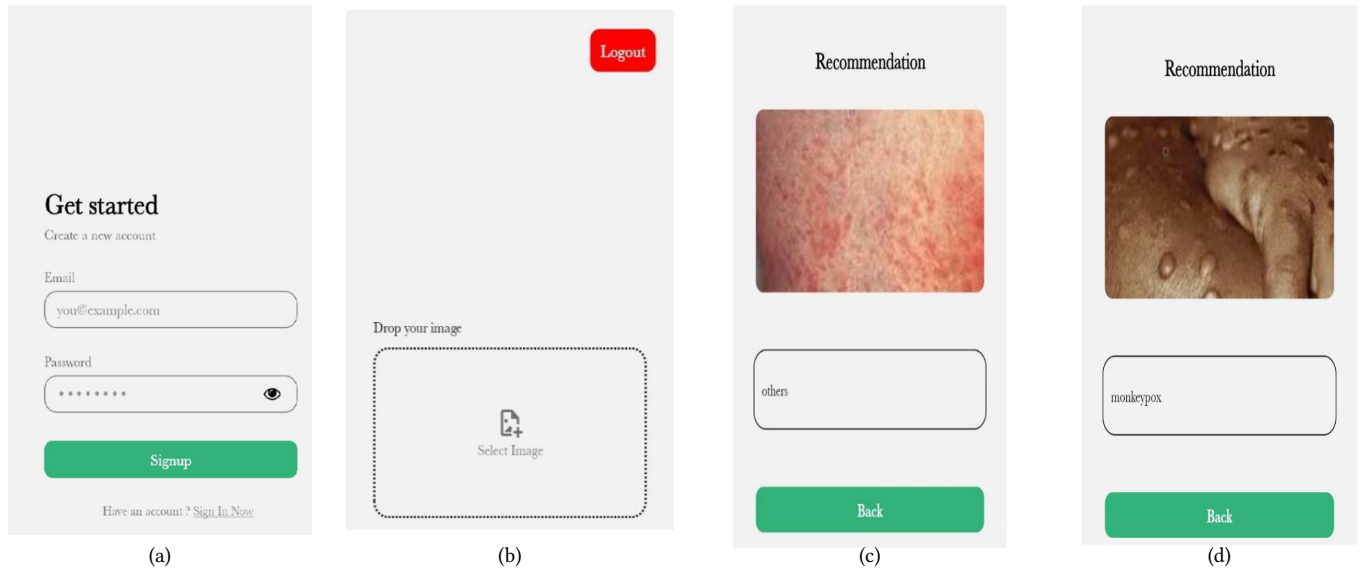 Get started
Create a new account
Email
you@example.com
Password
Signup
Have an account ? Sign In Now
(a)
Logout
Drop your image
Select Image
(b)
Recommendation
others
Back
(c)
Recommendation
monkeypox
Back
(d)